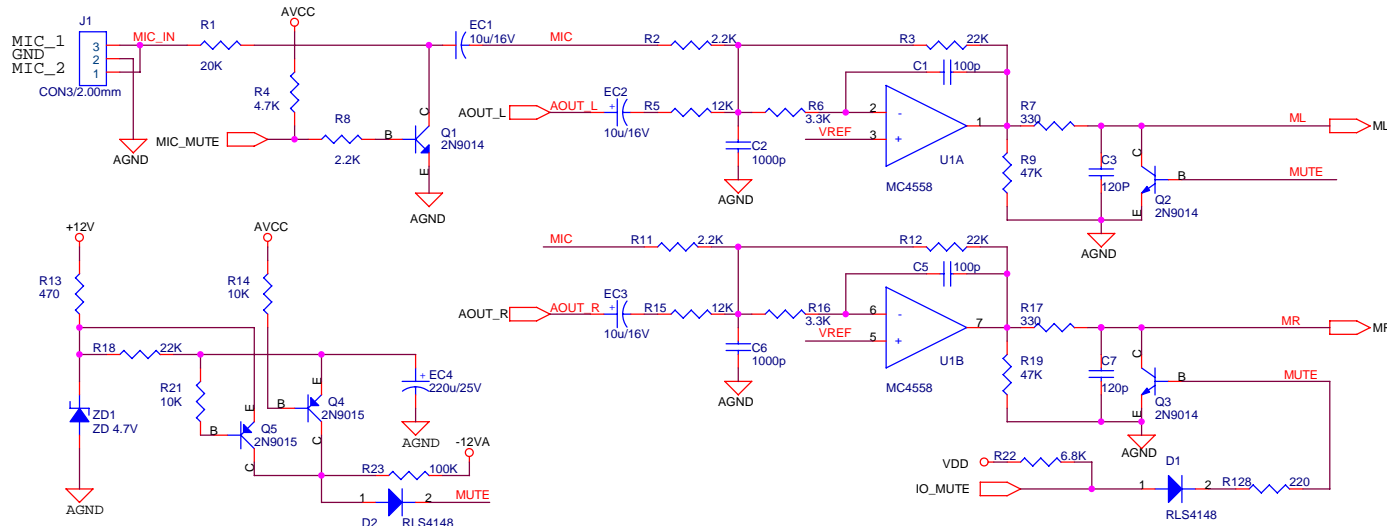 J1
MIC_1
GND
MIC_2
3
2
1
CON3/2.00mm
MIC_IN
R1
20K
AVCC
R4
4.7K
MIC_MUTE
R8
2.2K
B
C
E
Q1
2N9014
AGND
AGND
EC1
10u/16V
MIC
R2
2.2K
R3
22K
C1
100p
AOUT_L
AOUT_L
EC2
+
10u/16V
R5
12K
R6
3.3K
VREF
2
3
-
+
1
U1A
MC4558
C2
1000p
AGND
R7
330
R9
47K
C3
120P
C
B
E
Q2
2N9014
ML
ML
MUTE
AGND
+12V
R13
470
AVCC
R14
10K
R18
22K
R21
10K
ZD1
ZD 4.7V
AGND
B
E
C
Q5
2N9015
B
E
C
Q4
2N9015
+
EC4
220u/25V
AGND
-12VA
R23
100K
1
2
D2
RLS4148
MUTE
MIC
R11
2.2K
R12
22K
C5
100p
AOUT_R
AOUT_R
EC3
+
10u/16V
R15
12K
R16
3.3K
VREF
6
5
-
+
7
U1B
MC4558
C6
1000p
AGND
R17
330
R19
47K
C7
120p
C
B
E
Q3
2N9014
MR
MUTE
AGND
VDD
R22
6.8K
IO_MUTE
1
D1
2
RLS4148
R128
220